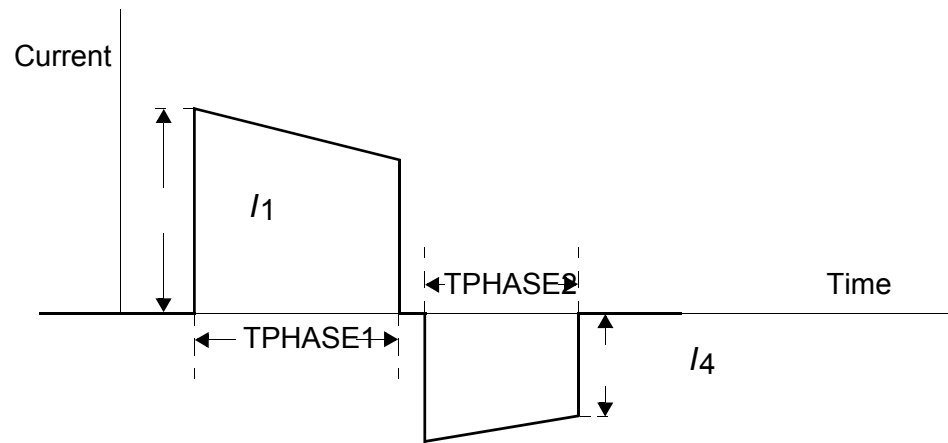 Current
I1
TPHASE2
Time
TPHASE1
I4